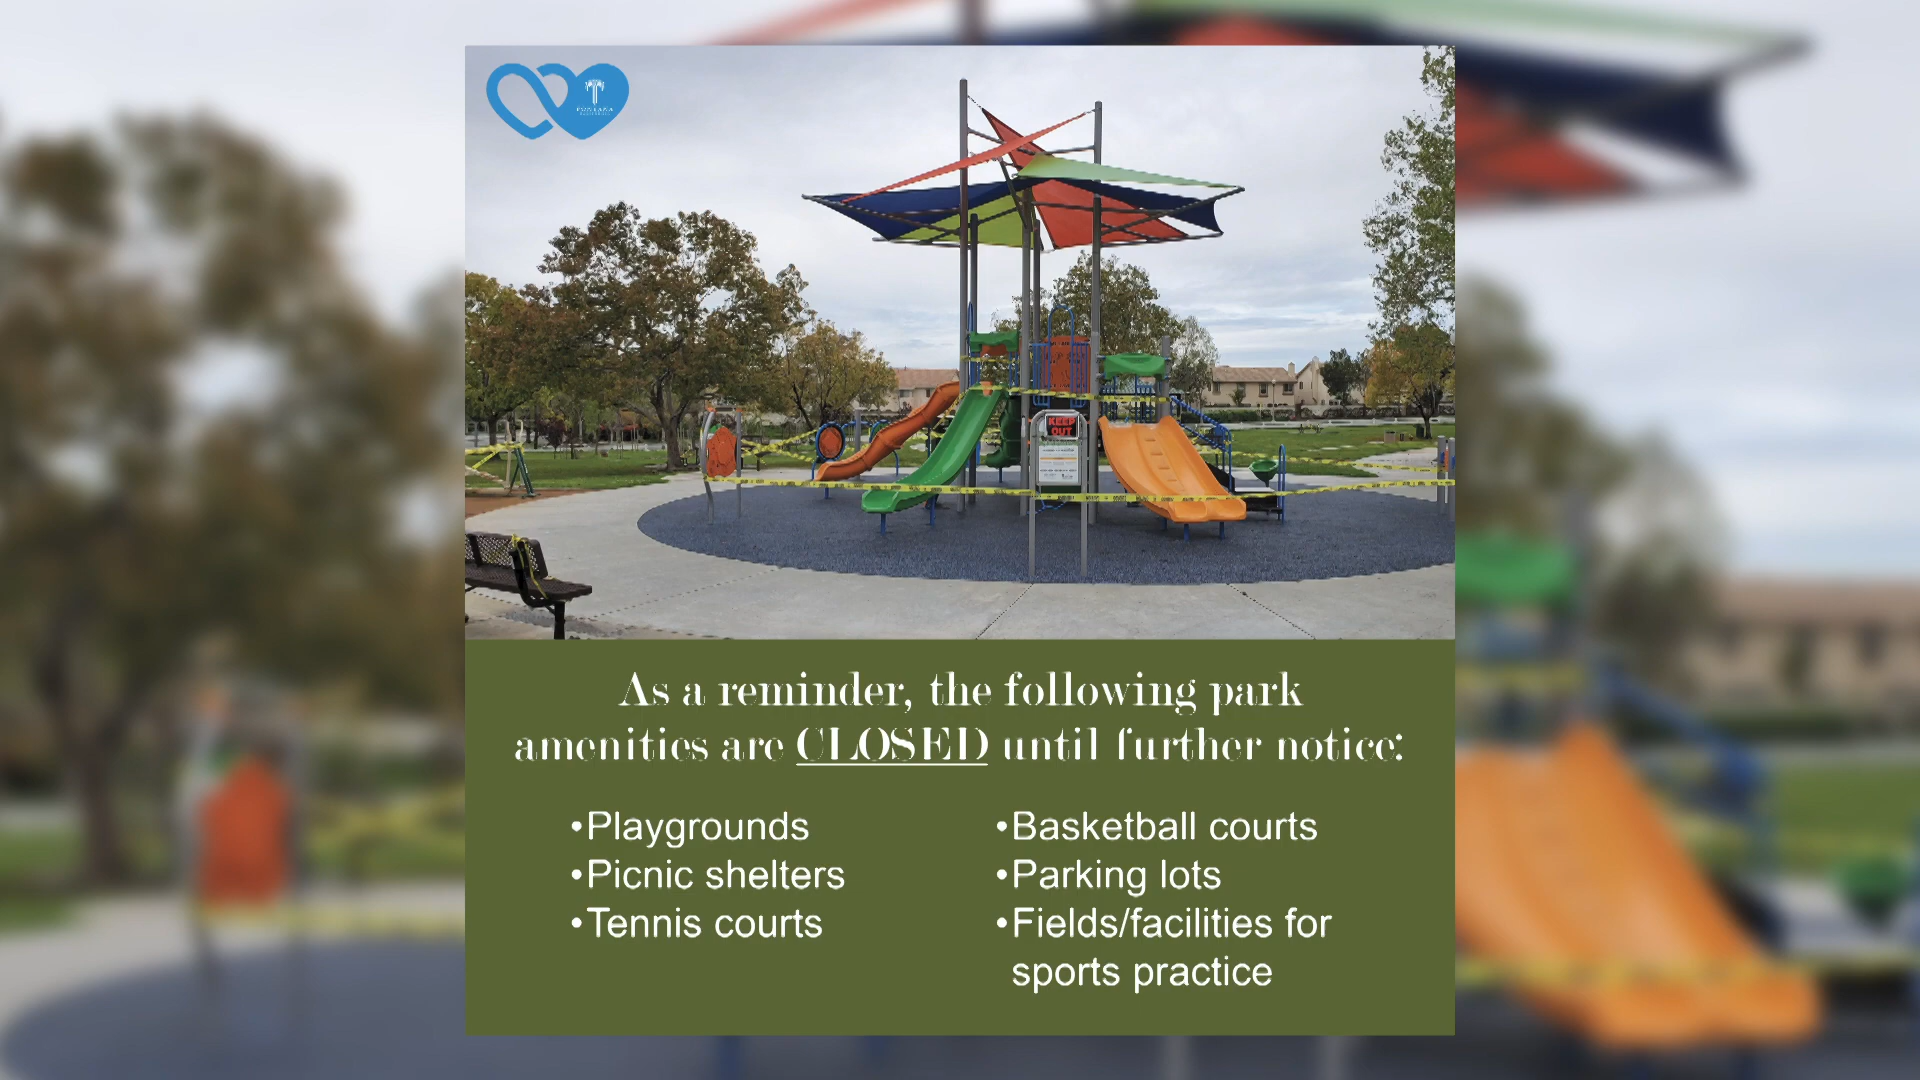 FONTANA
KEEP
OUT
As a reminder, the following park
amenities are CLOSED until further notice:
•Playgrounds
•Picnic shelters
•Tennis courts
•Basketball courts
•Parking lots
•Fields/facilities for
sports practice